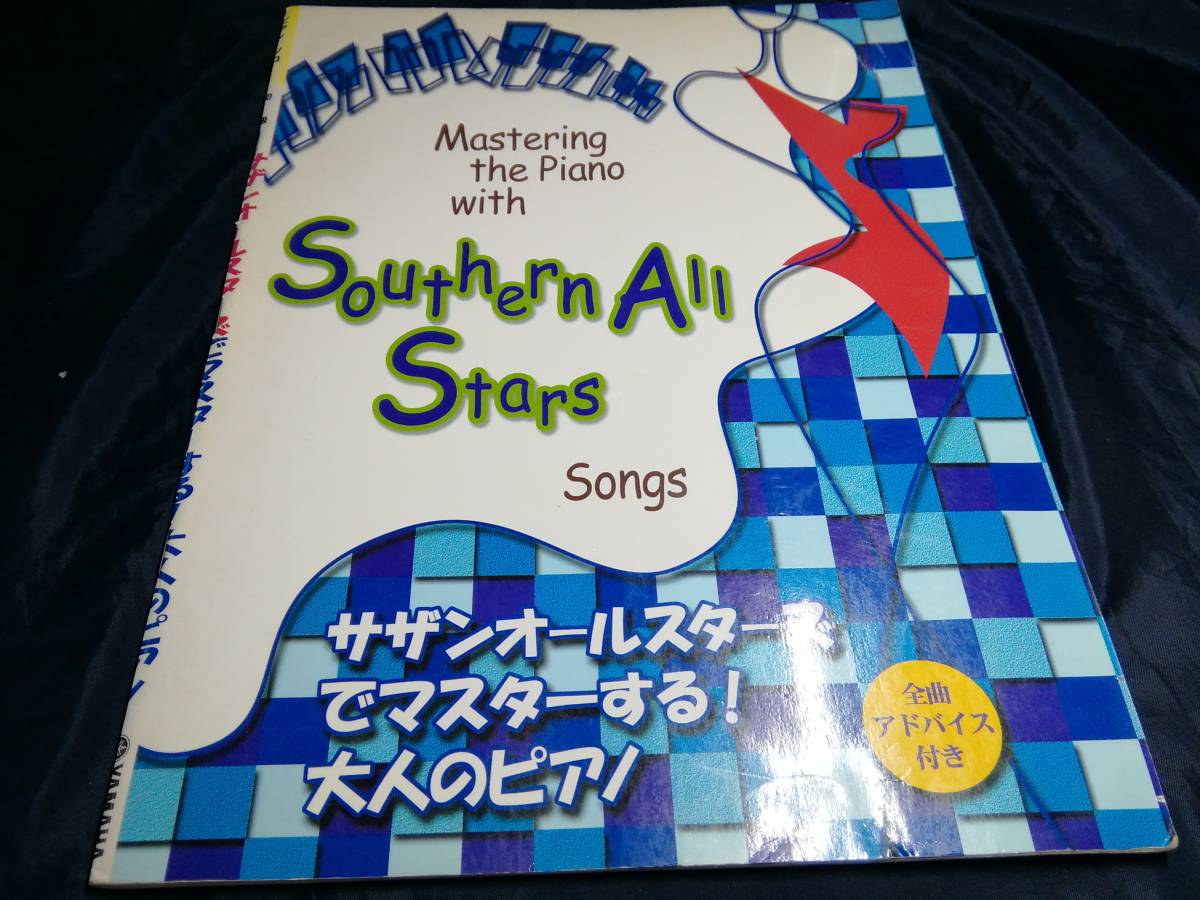 Mastering
the Piano
with
Southern All
Stars
Songs
サザンオールスターズ
でマスターする!
大人のピアノ
全曲
アドバイス
付き
YAMAHA